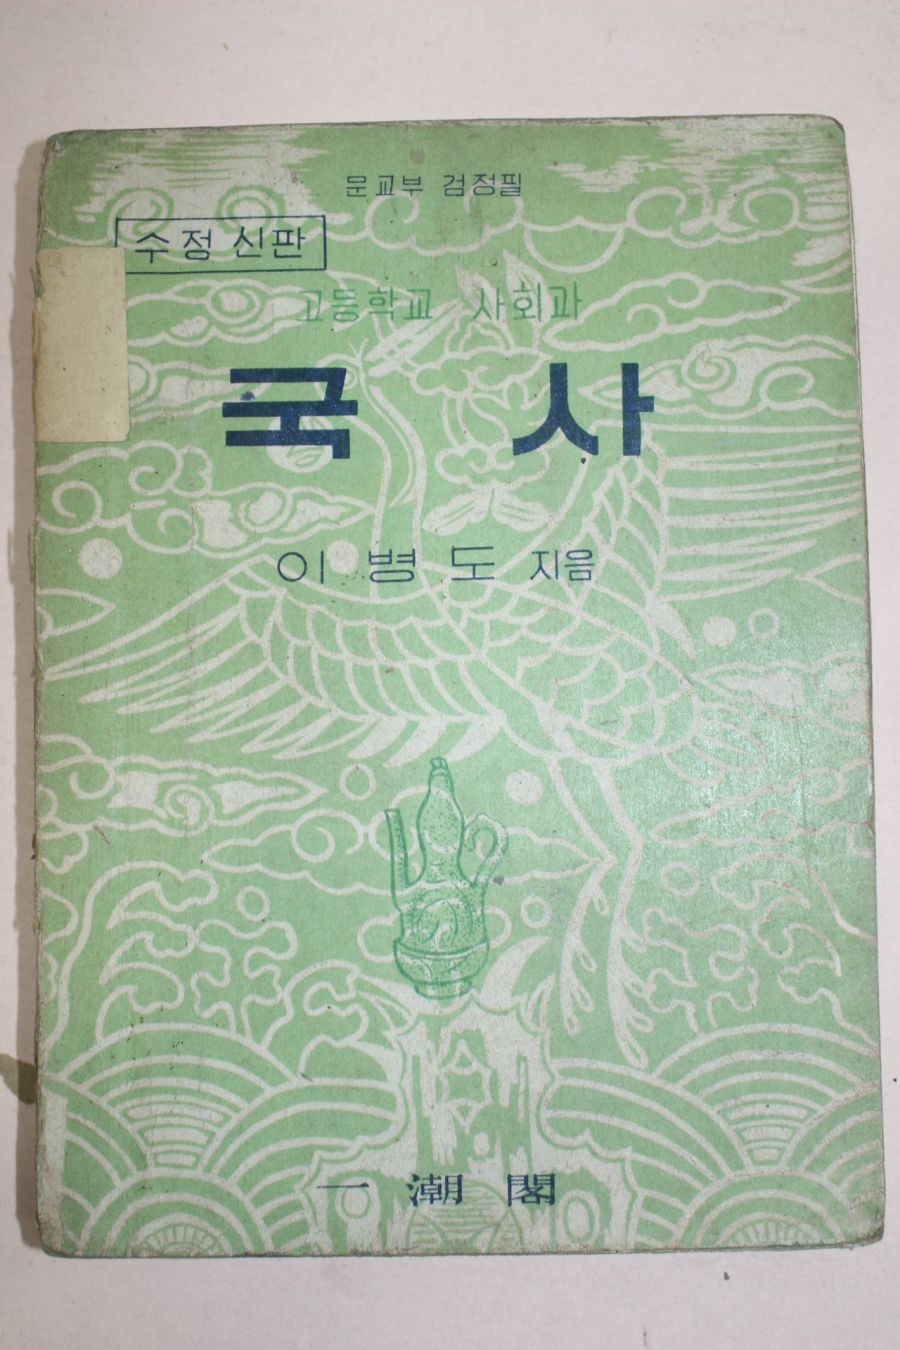 문교부 검정필
수정 신판
고등학교 사회과
국사
이병도 지음
一潮閣